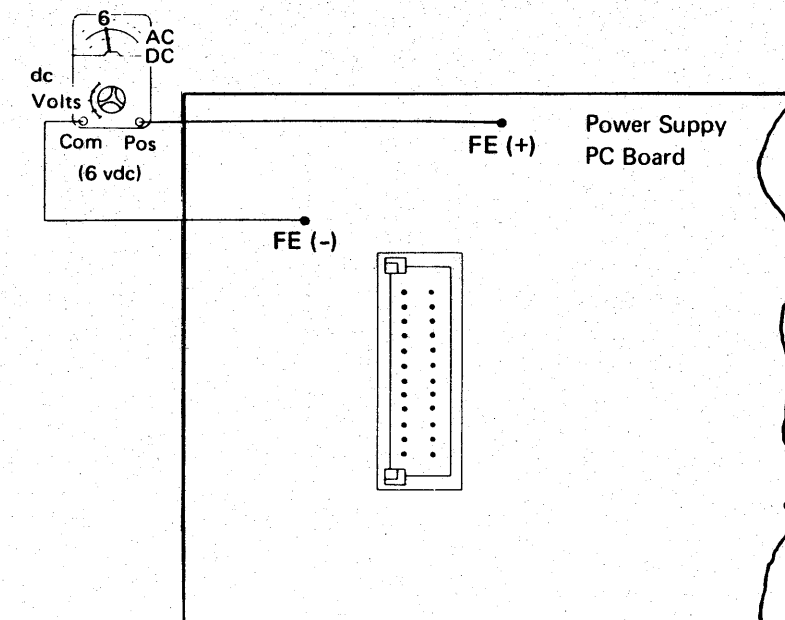 6
AC
DC
dc
Volts
Com Pos
(6 vdc)
FE (+)
Power Suppy
PC Board
FE (-)